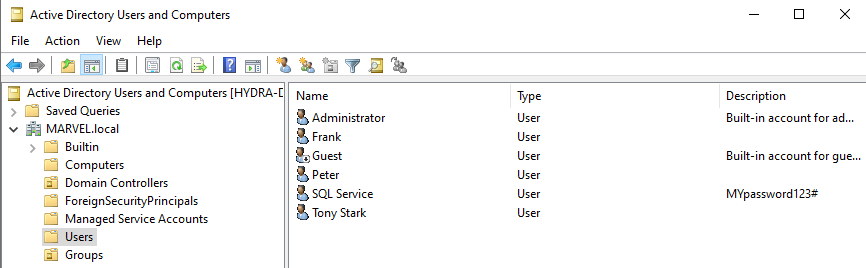 Active Directory Users and Computers
File Action View Help
Active Directory Users and Computers [HYDRA-D
Saved Queries
MARVEL.local
Builtin
Computers
Domain Controllers
ForeignSecurityPrincipals
Managed Service Accounts
Users
Groups
Name Type Description
Administrator User Built-in account for ad...
Frank User
Guest User Built-in account for gue...
Peter User
SQL Service User MYpassword123#
Tony Stark User